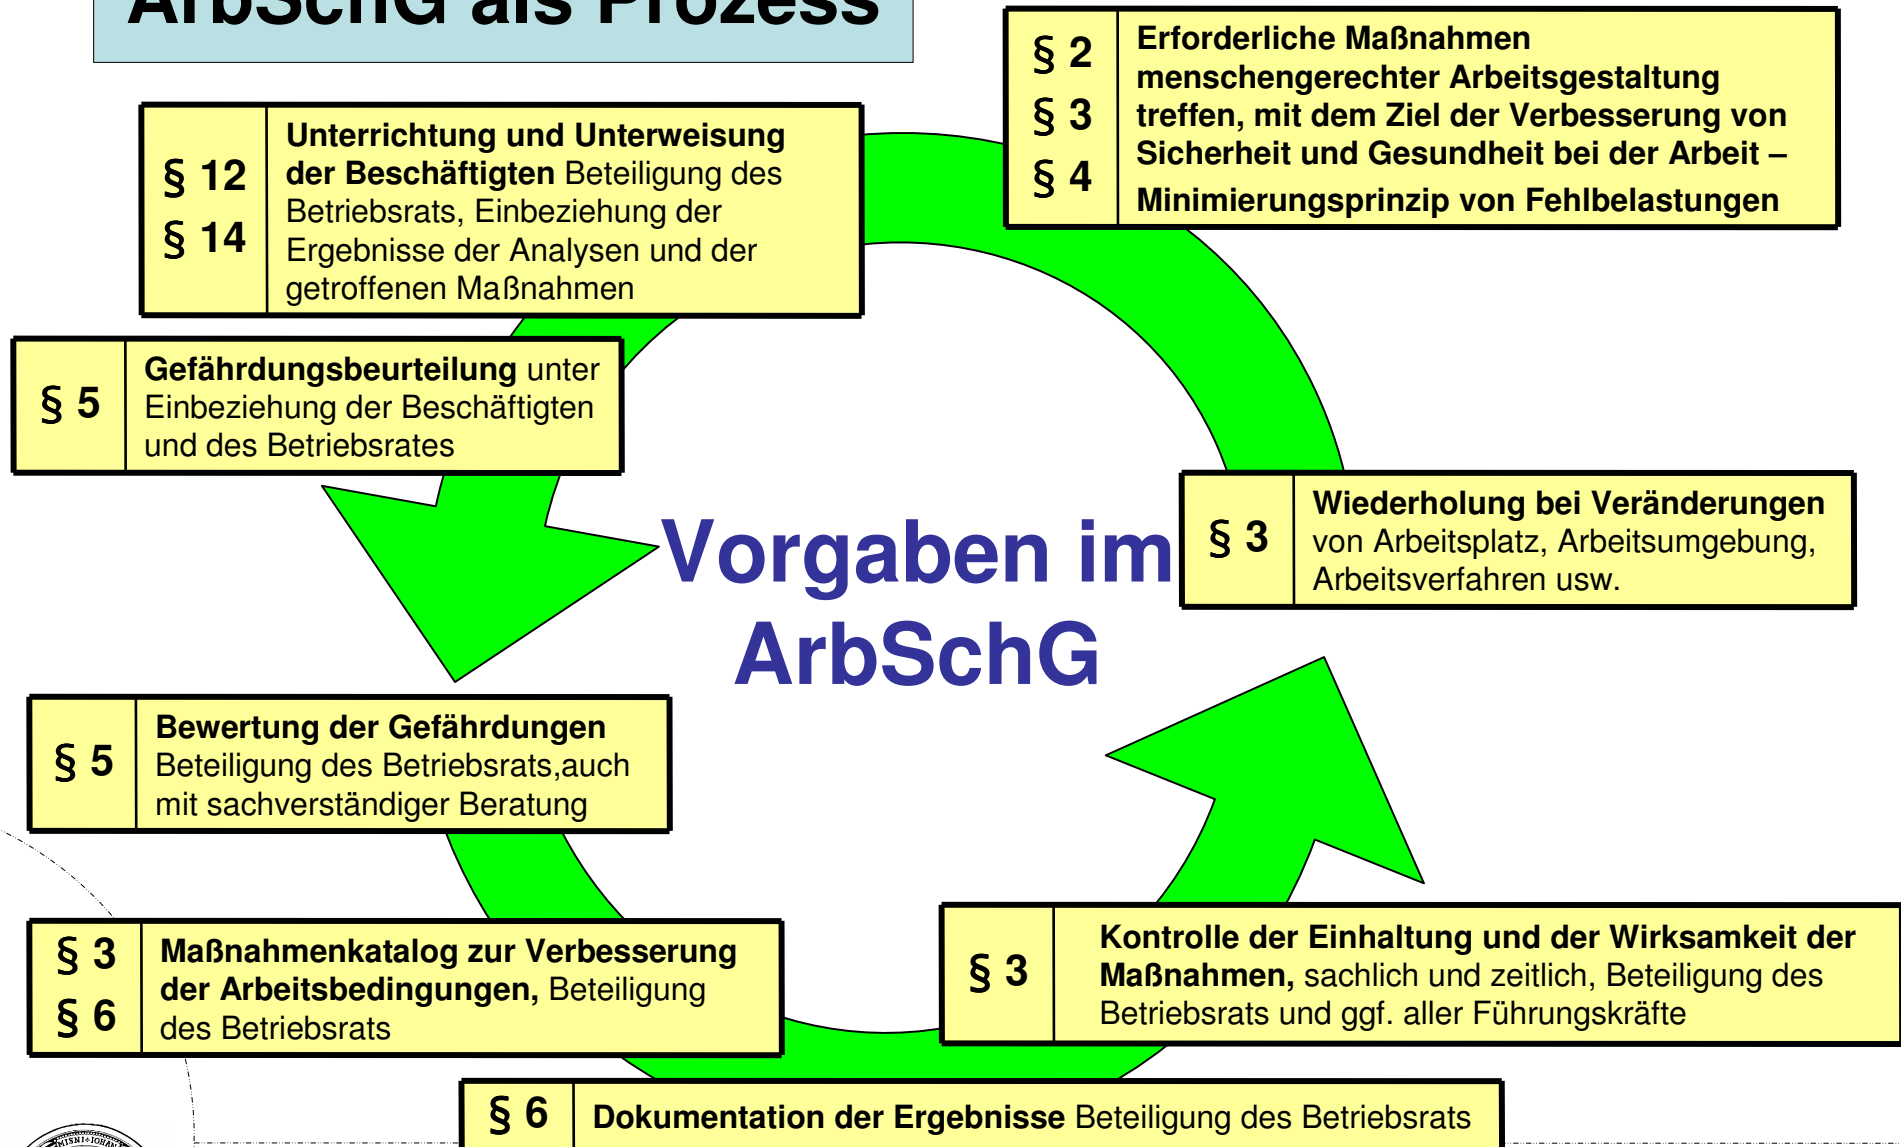 ArbSchG als Prozess
§ 2
§ 3
§ 4
Erforderliche Maßnahmen
menschengerechter Arbeitsgestaltung
treffen, mit dem Ziel der Verbesserung von
Sicherheit und Gesundheit bei der Arbeit –
Minimierungsprinzip von Fehlbelastungen
§ 12
§ 14
Unterrichtung und Unterweisung
der Beschäftigten Beteiligung des
Betriebsrats, Einbeziehung der
Ergebnisse der Analysen und der
getroffenen Maßnahmen
§ 5
Gefährdungsbeurteilung unter
Einbeziehung der Beschäftigten
und des Betriebsrates
Vorgaben im
ArbSchG
§ 3
Wiederholung bei Veränderungen
von Arbeitsplatz, Arbeitsumgebung,
Arbeitsverfahren usw.
§ 5
Bewertung der Gefährdungen
Beteiligung des Betriebsrats,auch
mit sachverständiger Beratung
§ 3
§ 6
Maßnahmenkatalog zur Verbesserung
der Arbeitsbedingungen, Beteiligung
des Betriebsrats
§ 3
Kontrolle der Einhaltung und der Wirksamkeit der
Maßnahmen, sachlich und zeitlich, Beteiligung des
Betriebsrats und ggf. aller Führungskräfte
§ 6
Dokumentation der Ergebnisse Beteiligung des Betriebsrats